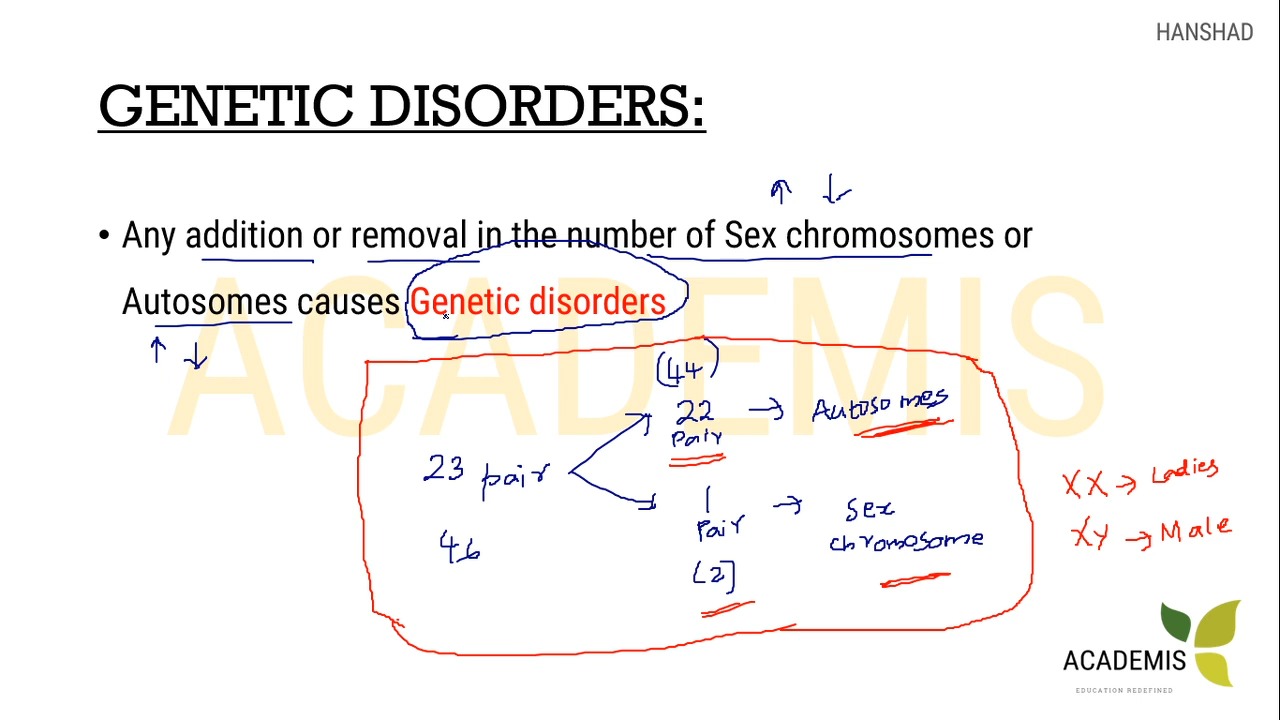 HANSHAD
GENETIC DISORDERS:
• Any addition or removal in the number of Sex chromosomes or
Autosomes causes Genetic disorders
ACADEMIS
(44)
22 → Autosomes
Pair
23 pair
46
1 → Sex
Pair chromosome
[2]
XX → Ladies
XY → Male
ACADEMIS
EDUCATION REDEFINED